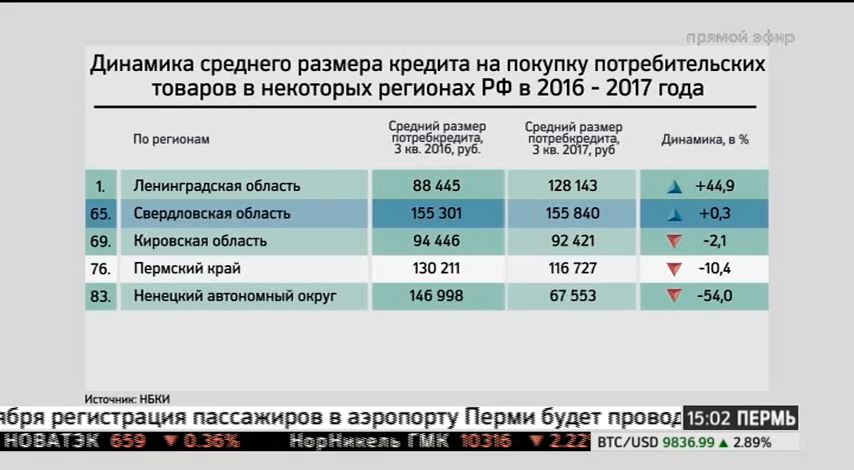 прямой эфир
Динамика среднего размера кредита на покупку потребительских
товаров в некоторых регионах РФ в 2016 - 2017 года
По регионам
Средний размер
потребкредита,
3 кв. 2016, руб.
Средний размер
потребкредита,
3 кв. 2017, руб
Динамика, в %
1. Ленинградская область 88 445 128 143 ▲ +44,9
65. Свердловская область 155 301 155 840 ▲ +0,3
69. Кировская область 94 446 92 421 ▼ -2,1
76. Пермский край 130 211 116 727 ▼ -10,4
83. Ненецкий автономный округ 146 998 67 553 ▼ -54,0
Источник: НБКИ
ября регистрация пассажиров в аэропорту Перми будет провод
15:02 ПЕРМЬ
НОВАТЭК 659 ▼ 0.36% НорНикель ГМК 10316 ▼ 2.22
BTC/USD 9836.99 ▲ 2.89%